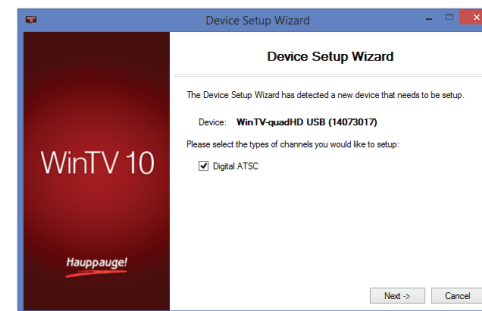 Device Setup Wizard
Device Setup Wizard
The Device Setup Wizard has detected a new device that needs to be setup.
Device: WinTV-quadHD USB (14073017)
Please select the types of channels you would like to setup:
Digital ATSC
WinTV 10
Hauppauge!
Next -> Cancel